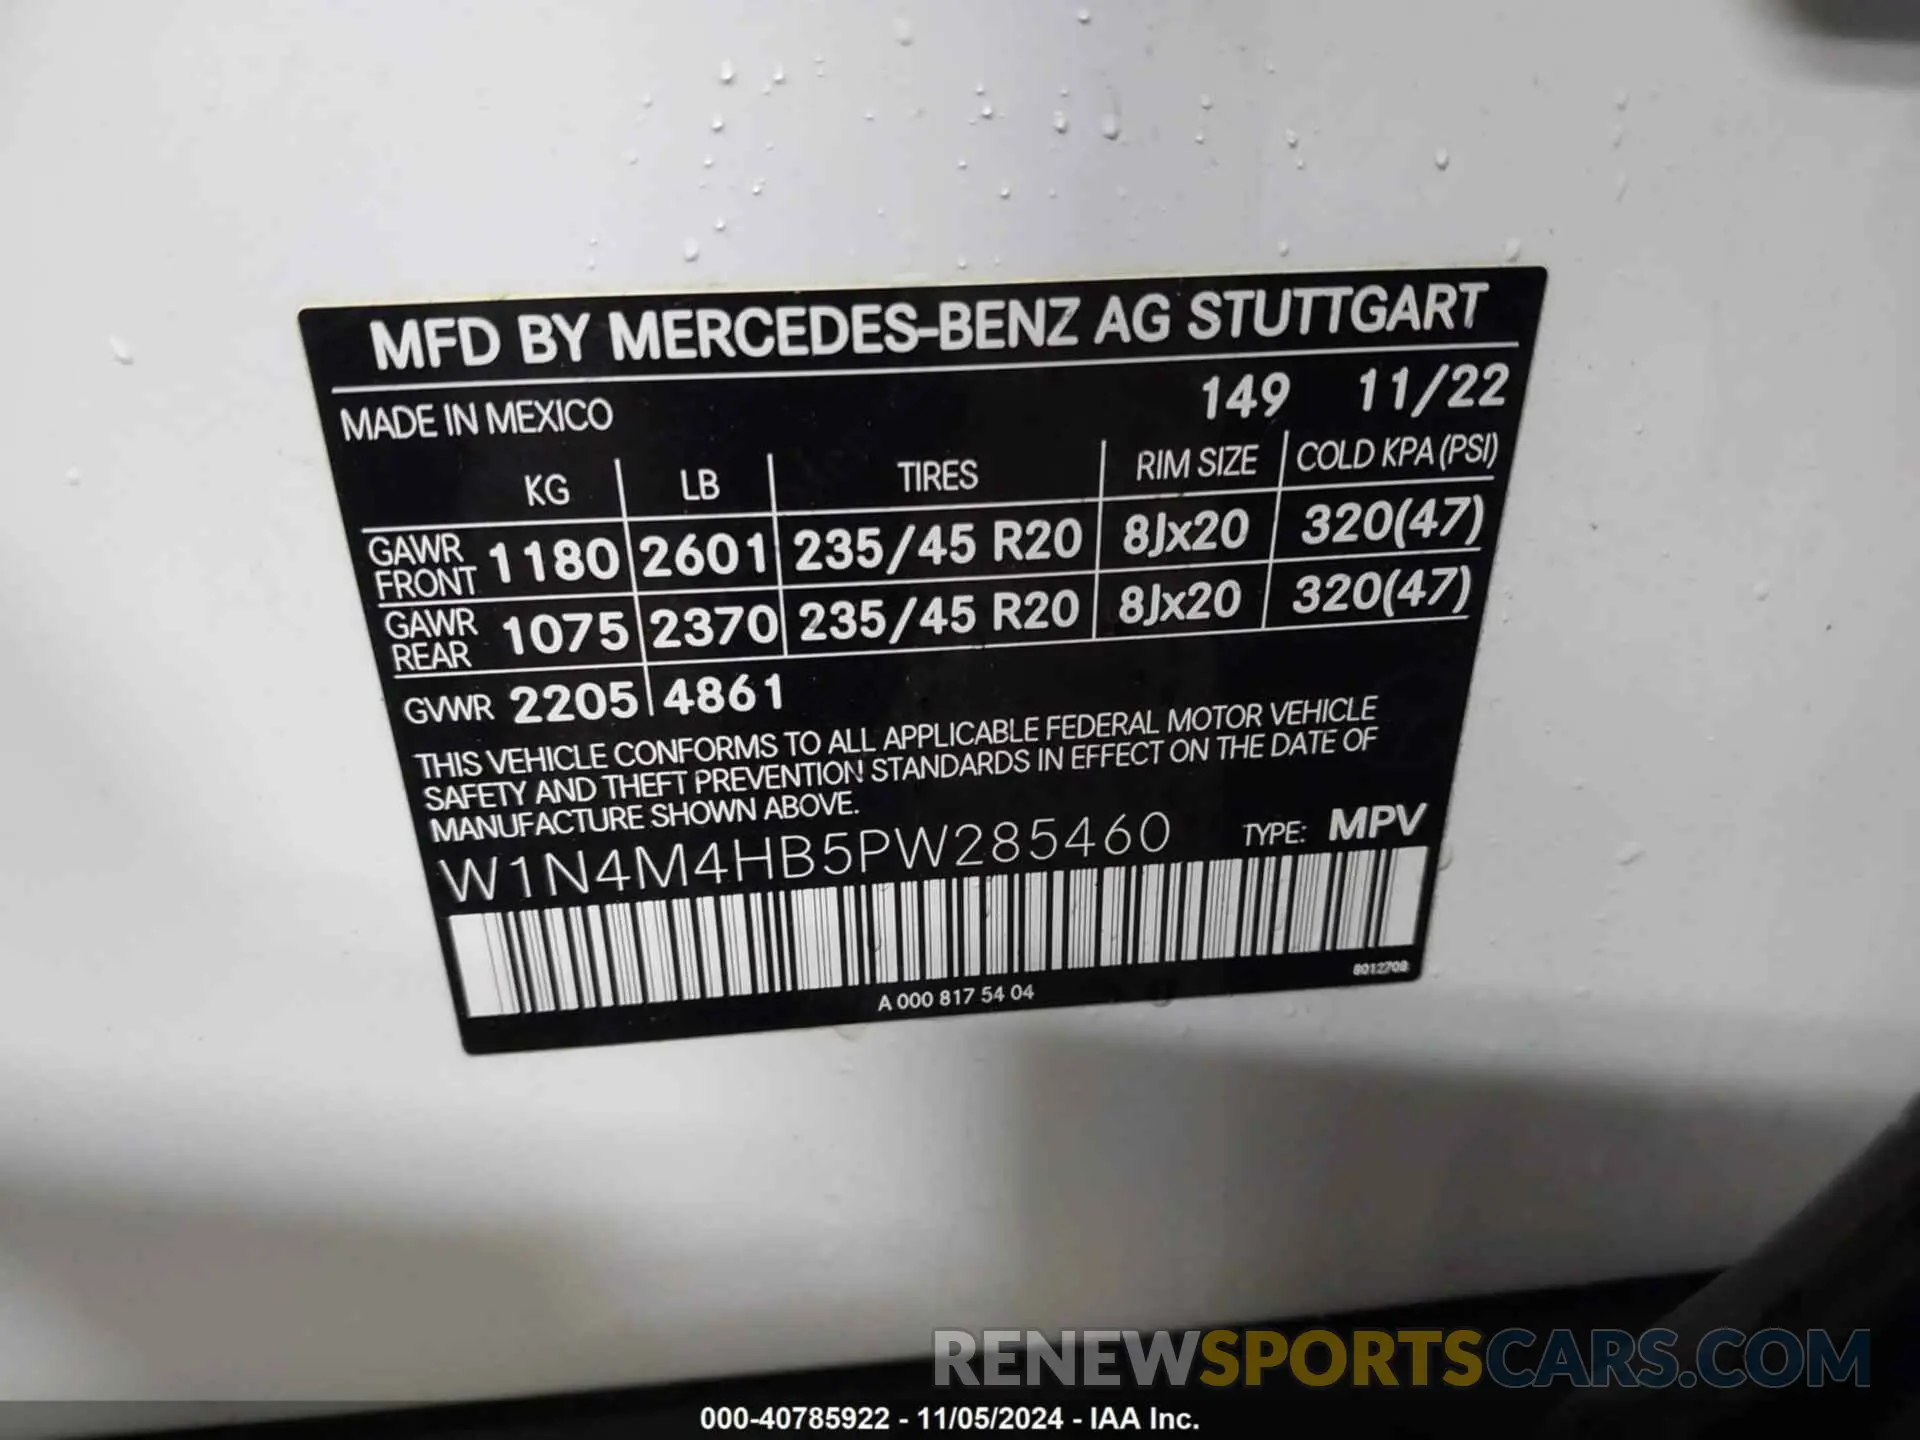 MFD BY MERCEDES-BENZ AG STUTTGART
MADE IN MEXICO 149 11/22
KG LB TIRES RIM SIZE COLD KPA (PSI)
GAWR FRONT 1180 2601 235/45 R20 8Jx20 320(47)
GAWR REAR 1075 2370 235/45 R20 8Jx20 320(47)
GVWR 2205 4861
THIS VEHICLE CONFORMS TO ALL APPLICABLE FEDERAL MOTOR VEHICLE
SAFETY AND THEFT PREVENTION STANDARDS IN EFFECT ON THE DATE OF
MANUFACTURE SHOWN ABOVE.
W1N4M4HB5PW285460 TYPE: MPV
8012708
A 000 817 54 04
RENEWSPORTSCARS.COM
000-40785922 - 11/05/2024 - IAA Inc.